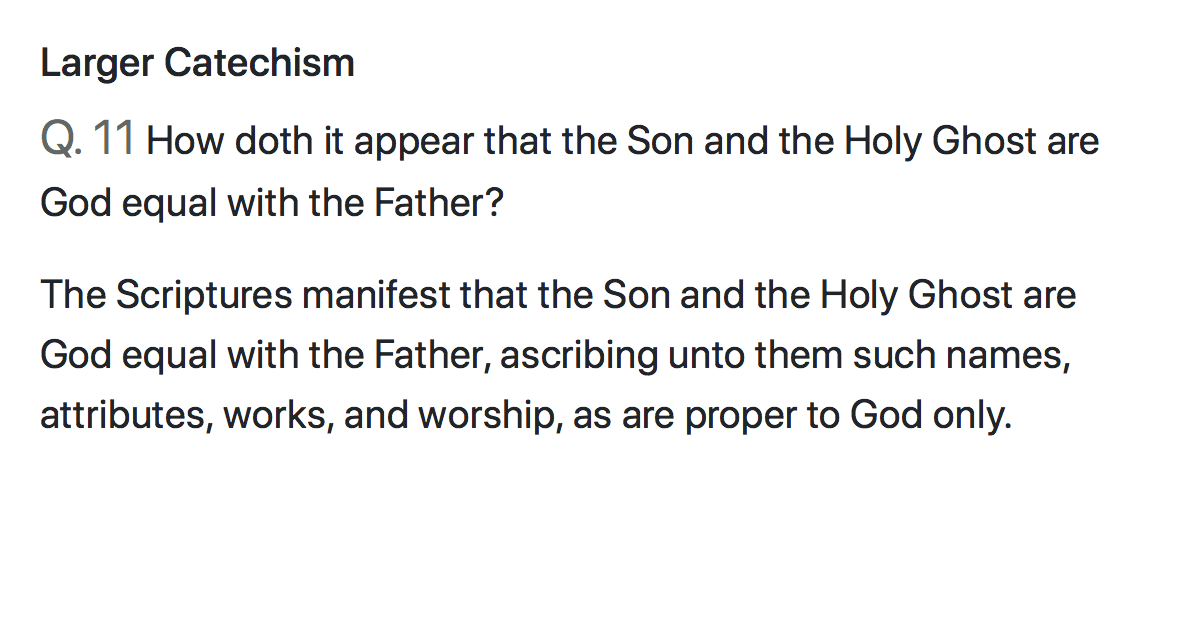 Larger Catechism
Q. 11 How doth it appear that the Son and the Holy Ghost are
God equal with the Father?
The Scriptures manifest that the Son and the Holy Ghost are
God equal with the Father, ascribing unto them such names,
attributes, works, and worship, as are proper to God only.